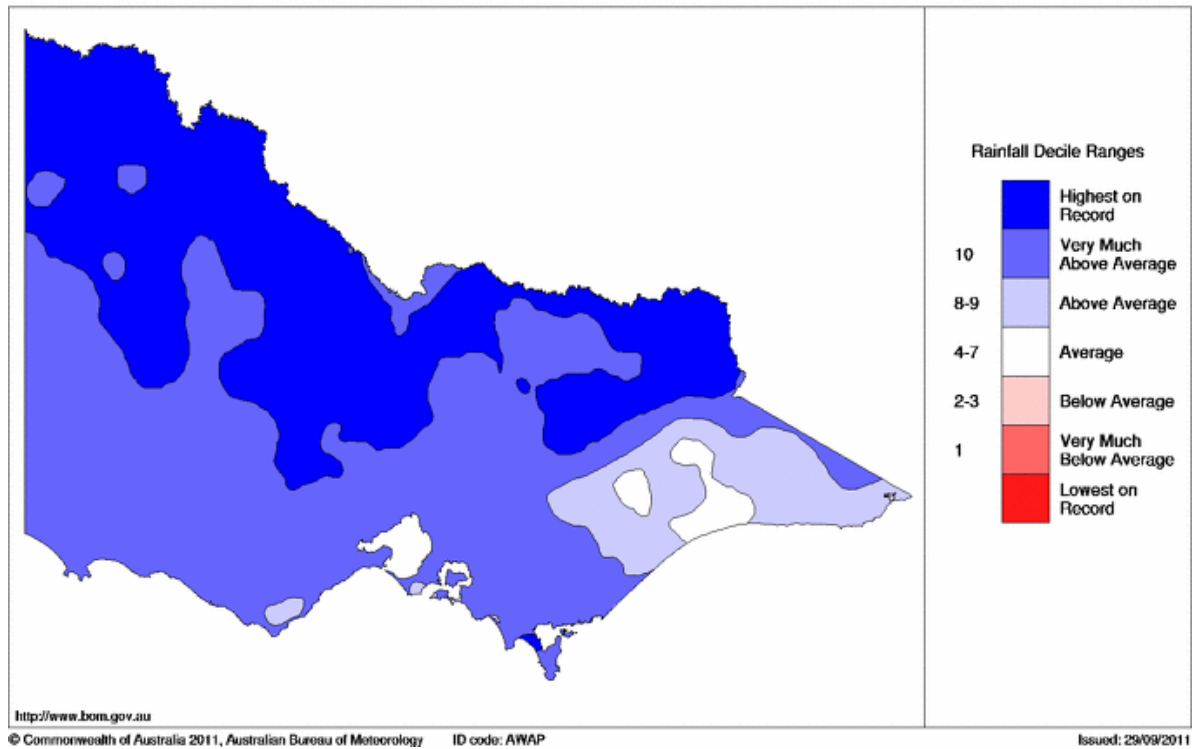 Rainfall Decile Ranges
Highest on
Record
10
Very Much
Above Average
8-9
Above Average
4-7
Average
2-3
Below Average
1
Very Much
Below Average
Lowest on
Record
http://www.bom.gov.au
© Commonwealth of Australia 2011, Australian Bureau of Meteorology ID code: AWAP Issued: 29/09/2011